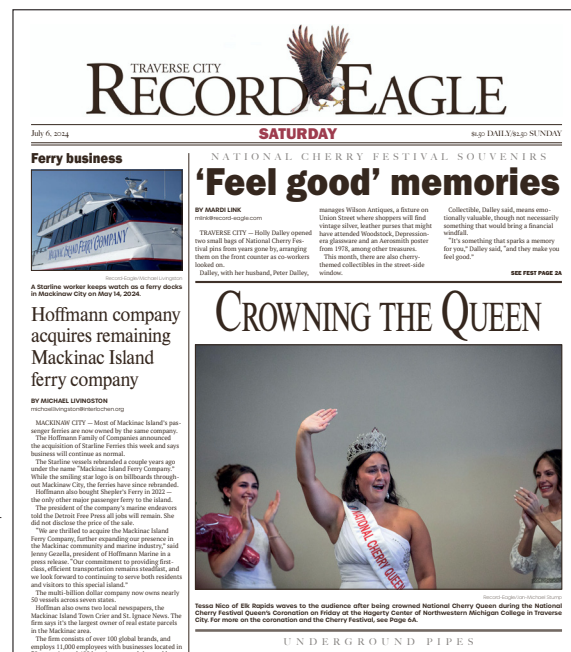 TRAVERSE CITY
RECORD EAGLE
July 6, 2024
SATURDAY
$1.50 DAILY/$2.50 SUNDAY
Ferry business
MACKINAC ISLAND FERRY COMPANY
Record-Eagle/Michael Livingston
A Starline worker keeps watch as a ferry docks
in Mackinaw City on May 14, 2024.
Hoffmann company
acquires remaining
Mackinac Island
ferry company
BY MICHAEL LIVINGSTON
michaellivingston@interlochen.org
MACKINAW CITY — Most of Mackinac Island's pas-
senger ferries are now owned by the same company.
The Hoffmann Family of Companies announced
the acquisition of Starline Ferries this week and says
business will continue as normal.
The Starline vessels rebranded a couple years ago
under the name "Mackinac Island Ferry Company."
While the smiling star logo is on billboards through-
out Mackinaw City, the ferries have since rebranded.
Hoffmann also bought Shepler's Ferry in 2022 —
the only other major passenger ferry to the island.
The president of the company's marine endeavors
told the Detroit Free Press all jobs will remain. She
did not disclose the price of the sale.
"We are thrilled to acquire the Mackinac Island
Ferry Company, further expanding our presence in
the Mackinac community and marine industry," said
Jenny Gezella, president of Hoffmann Marine in a
press release. "Our commitment to providing first-
class, efficient transportation remains steadfast, and
we look forward to continuing to serve both residents
and visitors to this special island."
The multi-billion dollar company now owns nearly
50 vessels across seven states.
Hoffman also owns two local newspapers, the
Mackinac Island Town Crier and St. Ignace News. The
firm says it's the largest owner of real estate parcels
in the Mackinac area.
The firm consists of over 100 global brands, and
employs 11,000 employees with businesses located in
NATIONAL CHERRY FESTIVAL SOUVENIRS
'Feel good' memories
BY MARDI LINK
mlink@record-eagle.com
TRAVERSE CITY — Holly Dalley opened
two small bags of National Cherry Fes-
tival pins from years gone by, arranging
them on the front counter as co-workers
looked on.
Dalley, with her husband, Peter Dalley,
manages Wilson Antiques, a fixture on
Union Street where shoppers will find
vintage silver, leather purses that might
have attended Woodstock, Depression-
era glassware and an Aerosmith poster
from 1978, among other treasures.
This month, there are also cherry-
themed collectibles in the street-side
window.
Collectible, Dalley said, means emo-
tionally valuable, though not necessarily
something that would bring a financial
windfall.
"It's something that sparks a memory
for you," Dalley said, "and they make you
feel good."
SEE FEST PAGE 2A
CROWNING THE QUEEN
NATIONAL CHERRY QUEEN
Record-Eagle/Jan-Michael Stump
Tessa Nico of Elk Rapids waves to the audience after being crowned National Cherry Queen during the National
Cherry Festival Queen's Coronation on Friday at the Hagerty Center of Northwestern Michigan College in Traverse
City. For more on the coronation and the Cherry Festival, see Page 6A.
UNDERGROUND PIPES